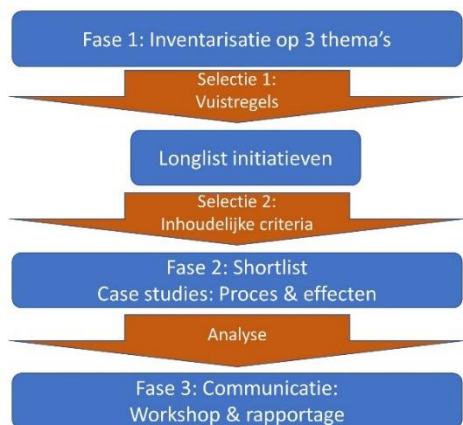 Fase 1: Inventarisatie op 3 thema's
Selectie 1:
Vuistregels
Longlist initiatieven
Selectie 2:
Inhoudelijke criteria
Fase 2: Shortlist
Case studies: Proces & effecten
Analyse
Fase 3: Communicatie:
Workshop & rapportage